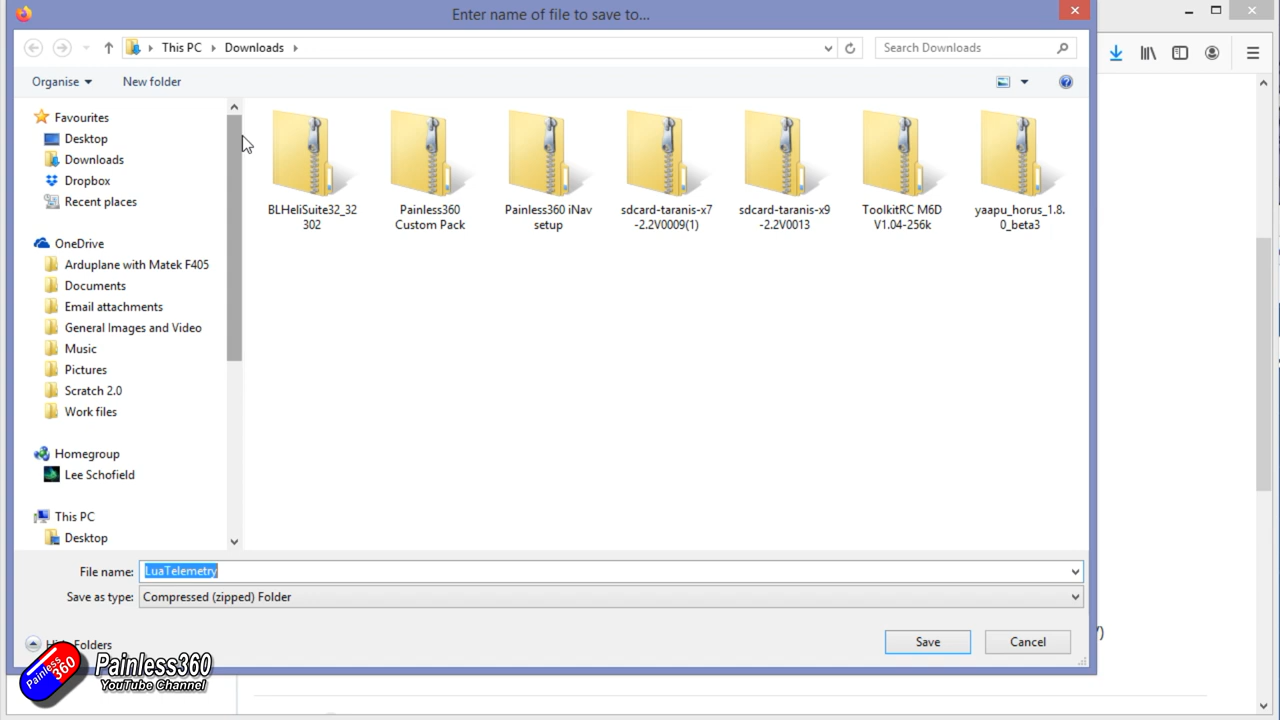 Enter name of file to save to...
This PC
Downloads
Search Downloads
Organise
New folder
Favourites
Desktop
Downloads
Dropbox
Recent places
OneDrive
Arduplane with Matek F405
Documents
Email attachments
General Images and Video
Music
Pictures
Scratch 2.0
Work files
Homegroup
Lee Schofield
This PC
Desktop
BLHeliSuite32_32
302
Painless360
Custom Pack
Painless360 iNav
setup
sdcard-taranis-x7
-2.2V0009(1)
sdcard-taranis-x9
-2.2V0013
ToolkitRC M6D
V1.04-256k
yaapu_horus_1.8.
0_beta3
File name: LuaTelemetry
Save as type: Compressed (zipped) Folder
Folders
Save
Cancel
Painless
360
Painless360
YouTube Channel